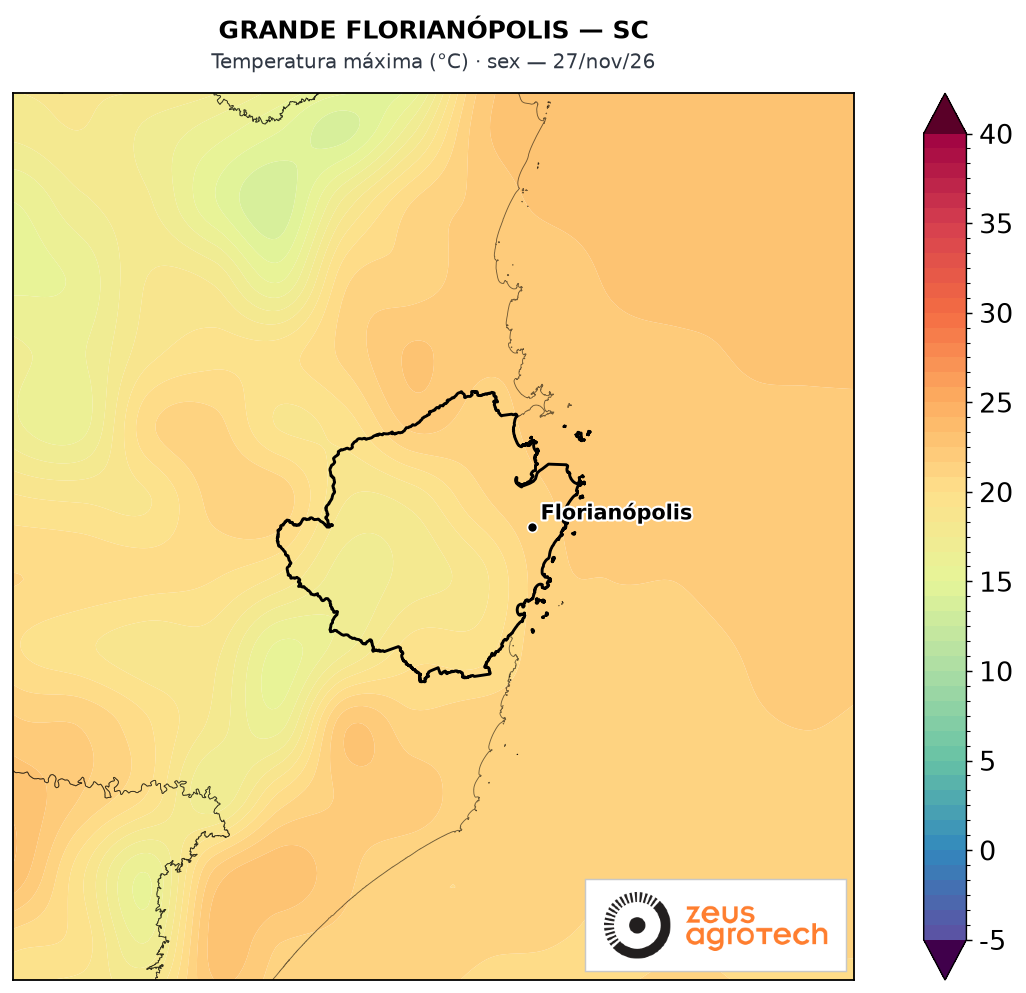 GRANDE FLORIANÓPOLIS — SC
Temperatura máxima (°C) · sex — 27/nov/26
40
35
30
25
20
15
10
5
0
-5
Florianópolis
zeus
agrotech